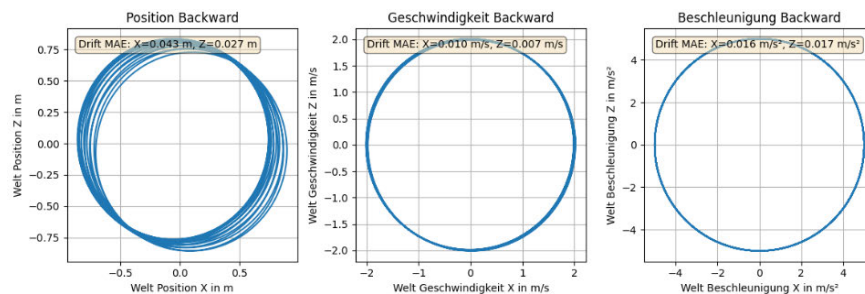 Position Backward
Drift MAE: X=0.043 m, Z=0.027 m
Welt Position Z in m
0.75
0.50
0.25
0.00
−0.25
−0.50
−0.75
−0.5
0.0
0.5
Welt Position X in m
Geschwindigkeit Backward
Drift MAE: X=0.010 m/s, Z=0.007 m/s
Welt Geschwindigkeit Z in m/s
2.0
1.5
1.0
0.5
0.0
−0.5
−1.0
−1.5
−2.0
−2
−1
0
1
2
Welt Geschwindigkeit X in m/s
Beschleunigung Backward
Drift MAE: X=0.016 m/s², Z=0.017 m/s²
Welt Beschleunigung Z in m/s²
4
2
0
−2
−4
−4
−2
0
2
4
Welt Beschleunigung X in m/s²